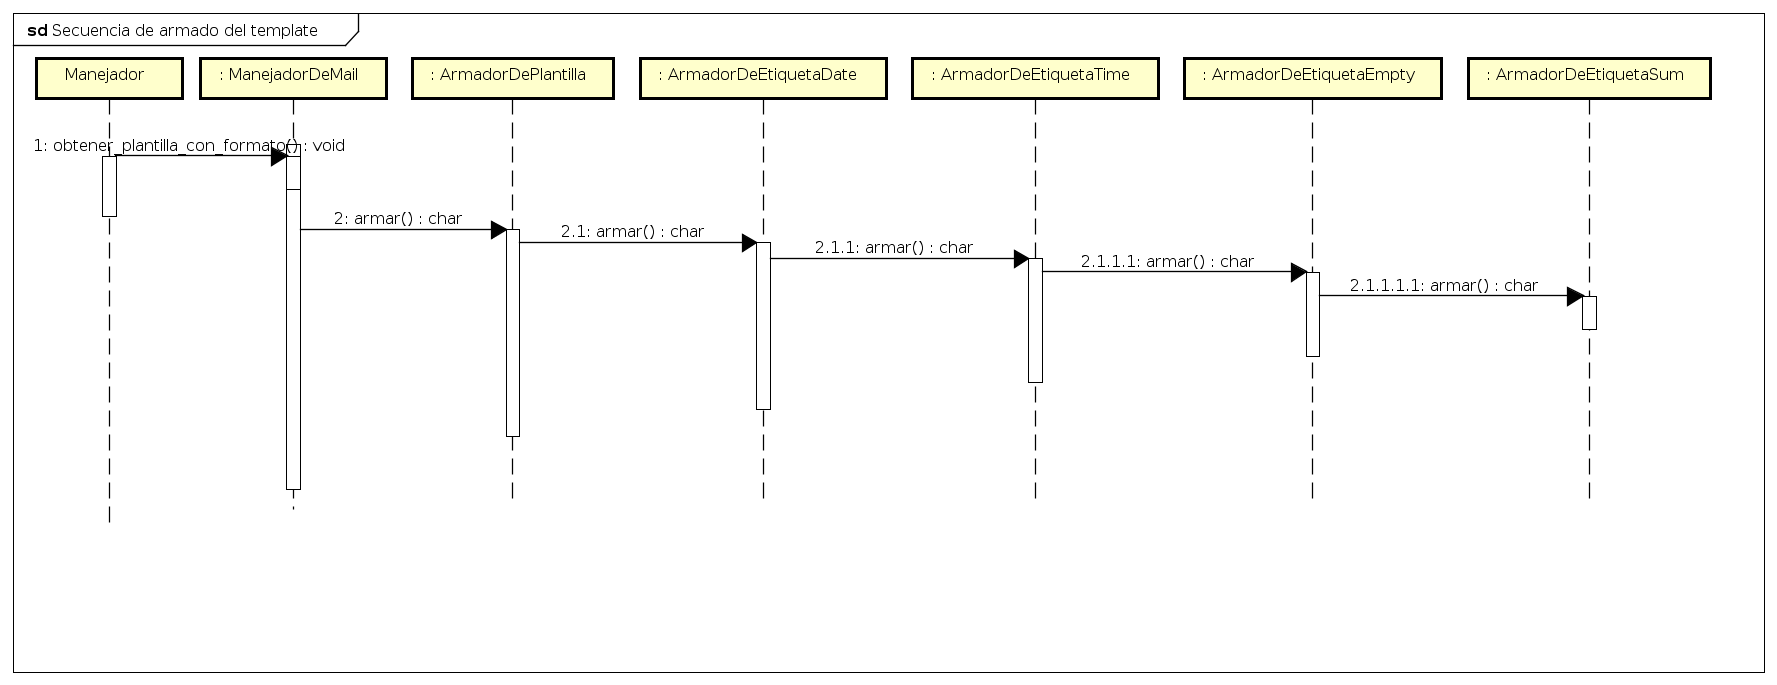 sd Secuencia de armado del template
Manejador
: ManejadorDeMail
: ArmadorDePlantilla
: ArmadorDeEtiquetaDate
: ArmadorDeEtiquetaTime
: ArmadorDeEtiquetaEmpty
: ArmadorDeEtiquetaSum
1: obtener_plantilla_con_formato() : void
2: armar() : char
2.1: armar() : char
2.1.1: armar() : char
2.1.1.1: armar() : char
2.1.1.1.1: armar() : char